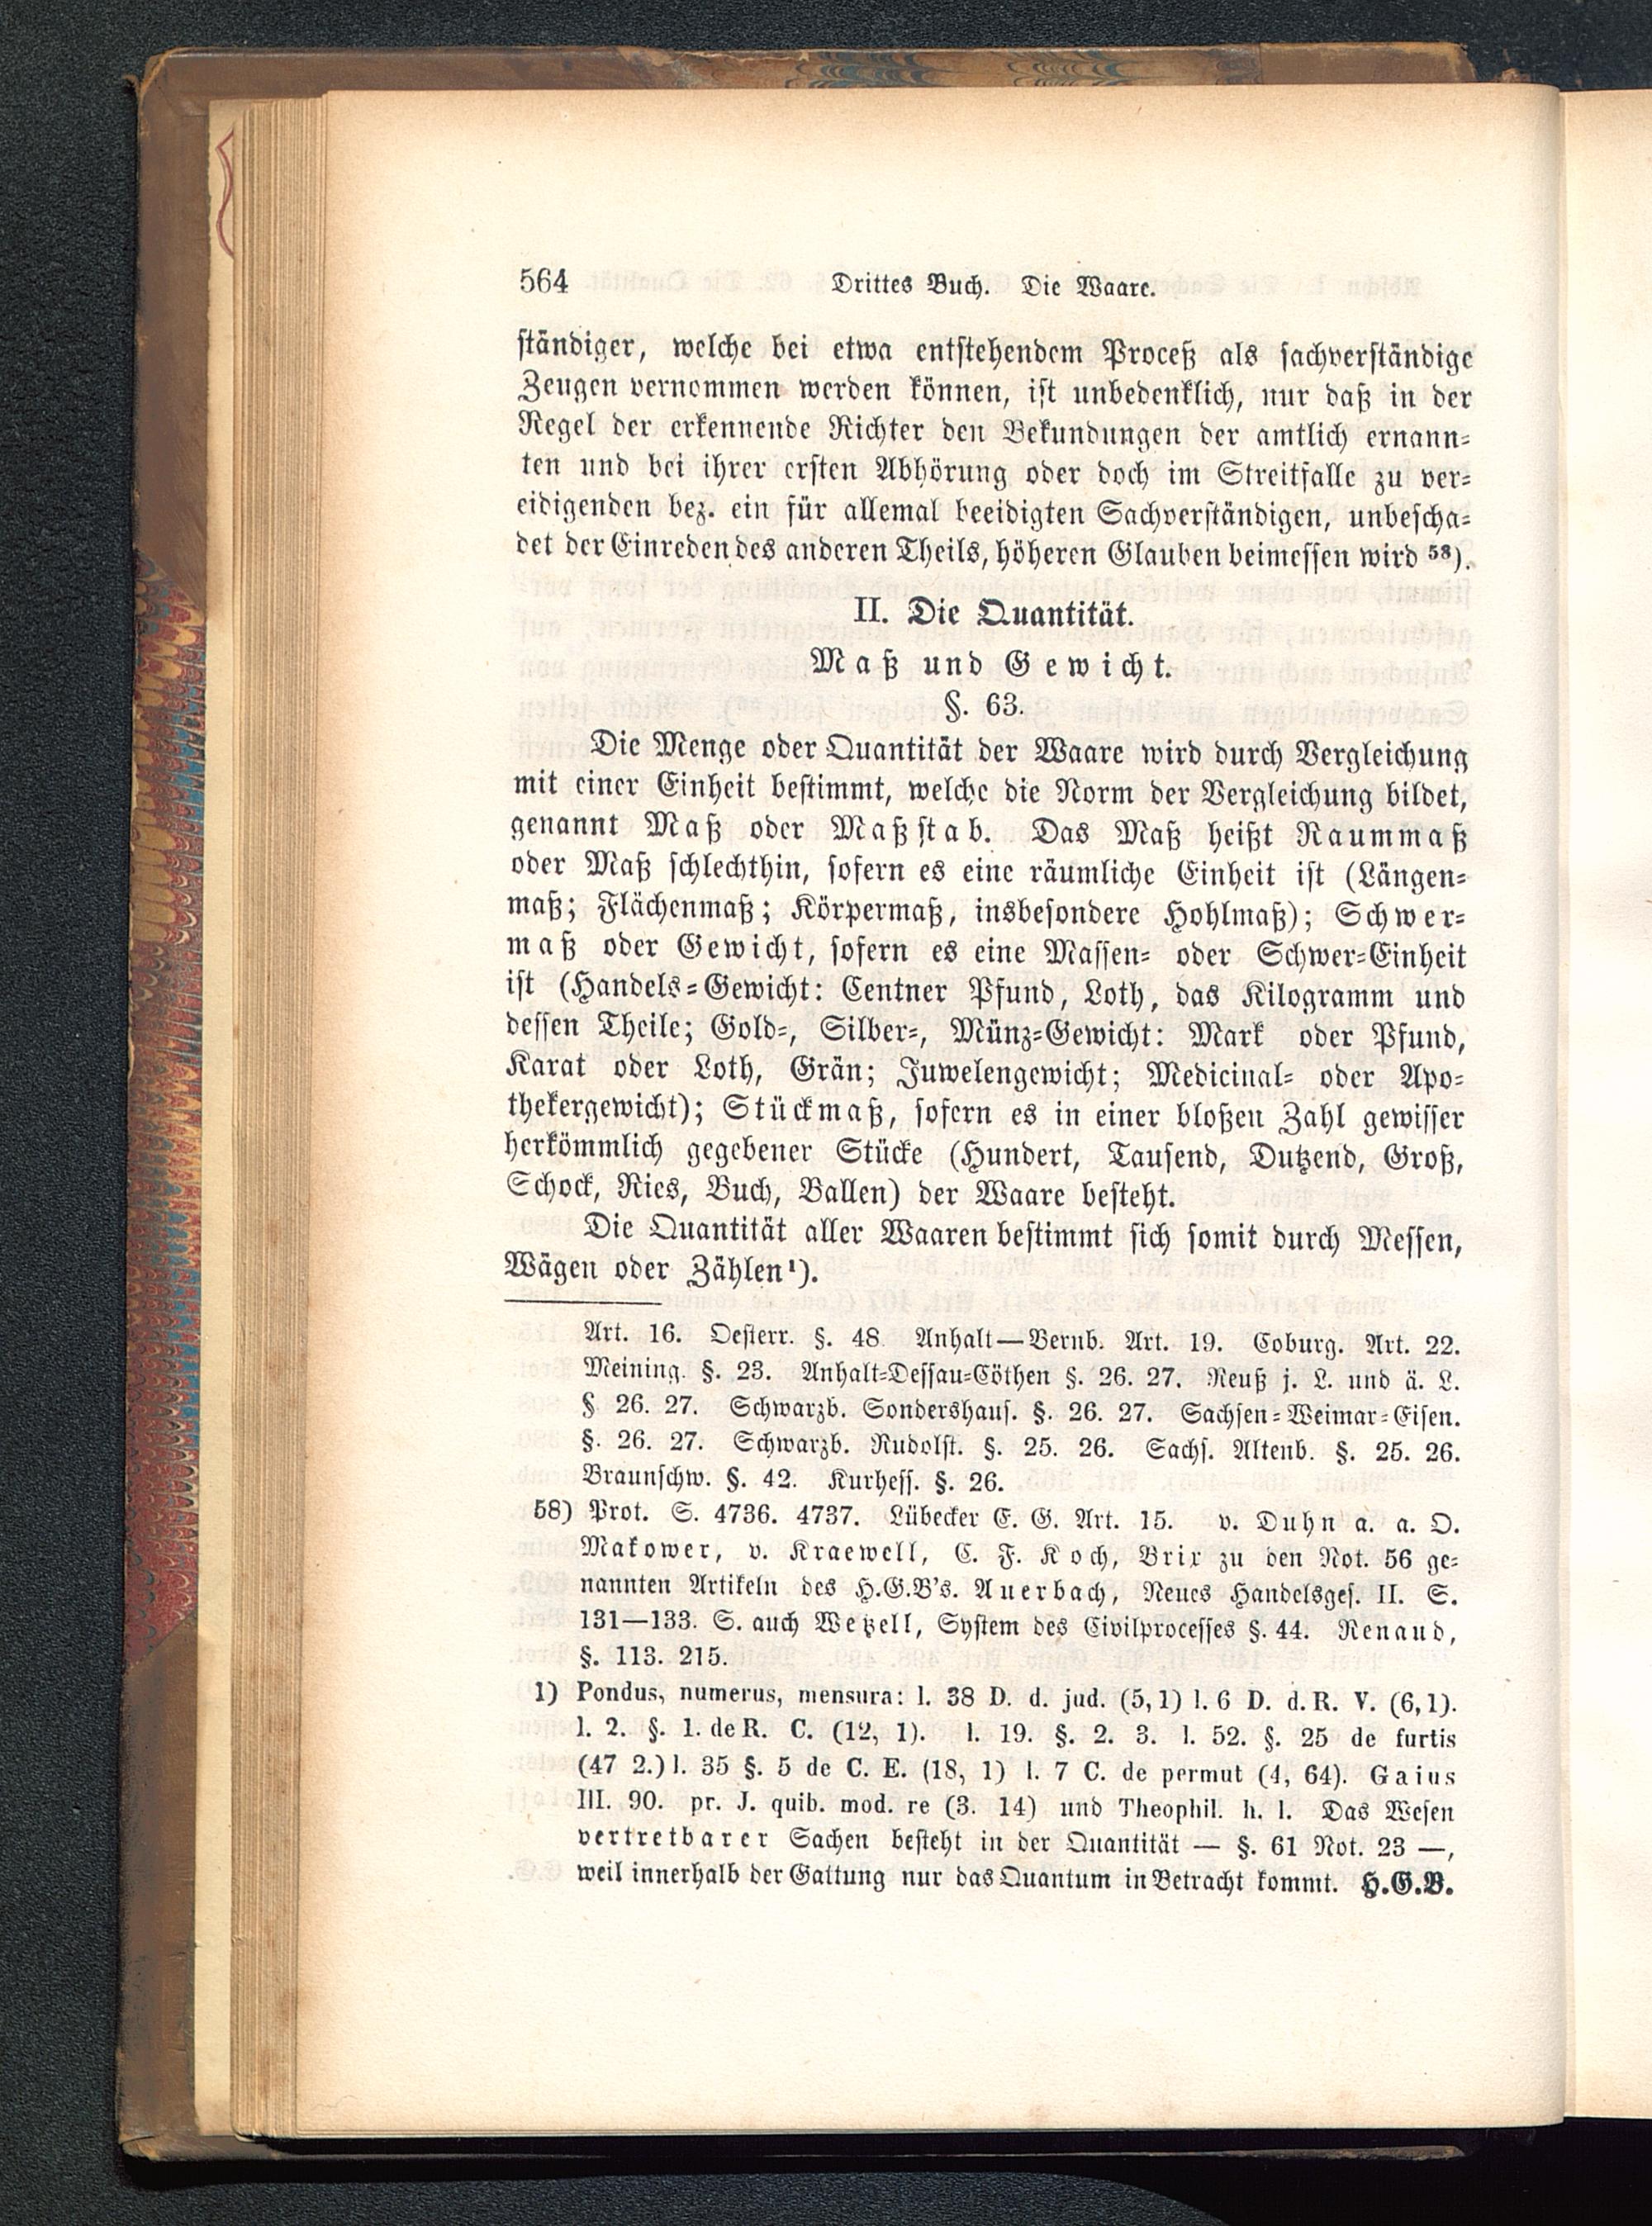 564 Drittes Buch. Die Waare.
ständiger, welche bei etwa entstehendem Proceß als sachverständige
Zeugen vernommen werden können, ist unbedenklich, nur daß in der
Regel der erkennende Richter den Bekundungen der amtlich ernann-
ten und bei ihrer ersten Abhörung oder doch im Streitfalle zu ver-
eidigenden bez. ein für allemal beeidigten Sachverständigen, unbescha-
det der Einreden des anderen Theils, höheren Glauben beimessen wird 58).
II. Die Quantität.
Maß und Gewicht.
§. 63.
Die Menge oder Quantität der Waare wird durch Vergleichung
mit einer Einheit bestimmt, welche die Norm der Vergleichung bildet,
genannt Maß oder Maßstab. Das Maß heißt Raummaß
oder Maß schlechthin, sofern es eine räumliche Einheit ist (Längen-
maß; Flächenmaß; Körpermaß, insbesondere Hohlmaß); Schwer-
maß oder Gewicht, sofern es eine Massen- oder Schwer-Einheit
ist (Handels-Gewicht: Centner Pfund, Loth, das Kilogramm und
dessen Theile; Gold-, Silber-, Münz-Gewicht: Mark oder Pfund,
Karat oder Loth, Grän; Juwelengewicht; Medicinal- oder Apo-
thekergewicht); Stückmaß, sofern es in einer bloßen Zahl gewisser
herkömmlich gegebener Stücke (Hundert, Tausend, Dutzend, Groß,
Schock, Ries, Buch, Ballen) der Waare besteht.
Die Quantität aller Waaren bestimmt sich somit durch Messen,
Wägen oder Zählen¹).
Art. 16. Oesterr. §. 48. Anhalt—Bernb. Art. 19. Coburg. Art. 22.
Meining. §. 23. Anhalt-Dessau-Cöthen §. 26. 27. Reuß j. L. und ä. L.
§ 26. 27. Schwarzb. Sondershaus. §. 26. 27. Sachsen-Weimar-Eisen.
§. 26. 27. Schwarzb. Rudolst. §. 25. 26. Sachs. Altenb. §. 25. 26.
Braunschw. §. 42. Kurhess. §. 26.
58) Prot. S. 4736. 4737. Lübecker E. G. Art. 15. v. Duhn a. a. O.
Makower, v. Kraewell, C. F. Koch, Brix zu den Not. 56 ge-
nannten Artikeln des H.G.B's. Auerbach, Neues Handelsges. II. S.
131—133. S. auch Wetzell, System des Civilprocesses §. 44. Renaud,
§. 113. 215.
1) Pondus, numerus, mensura: l. 38 D. d. jud. (5,1) l. 6 D. d. R. V. (6,1).
l. 2. §. 1. de R. C. (12, 1). l. 19. §. 2. 3. l. 52. §. 25 de furtis
(47 2.) l. 35 §. 5 de C. E. (18, 1) l. 7 C. de permut (4, 64). Gaius
III. 90. pr. J. quib. mod. re (3. 14) und Theophil. h. l. Das Wesen
vertretbarer Sachen besteht in der Quantität — §. 61 Not. 23 —,
weil innerhalb der Gattung nur das Quantum in Betracht kommt. H.G.B.